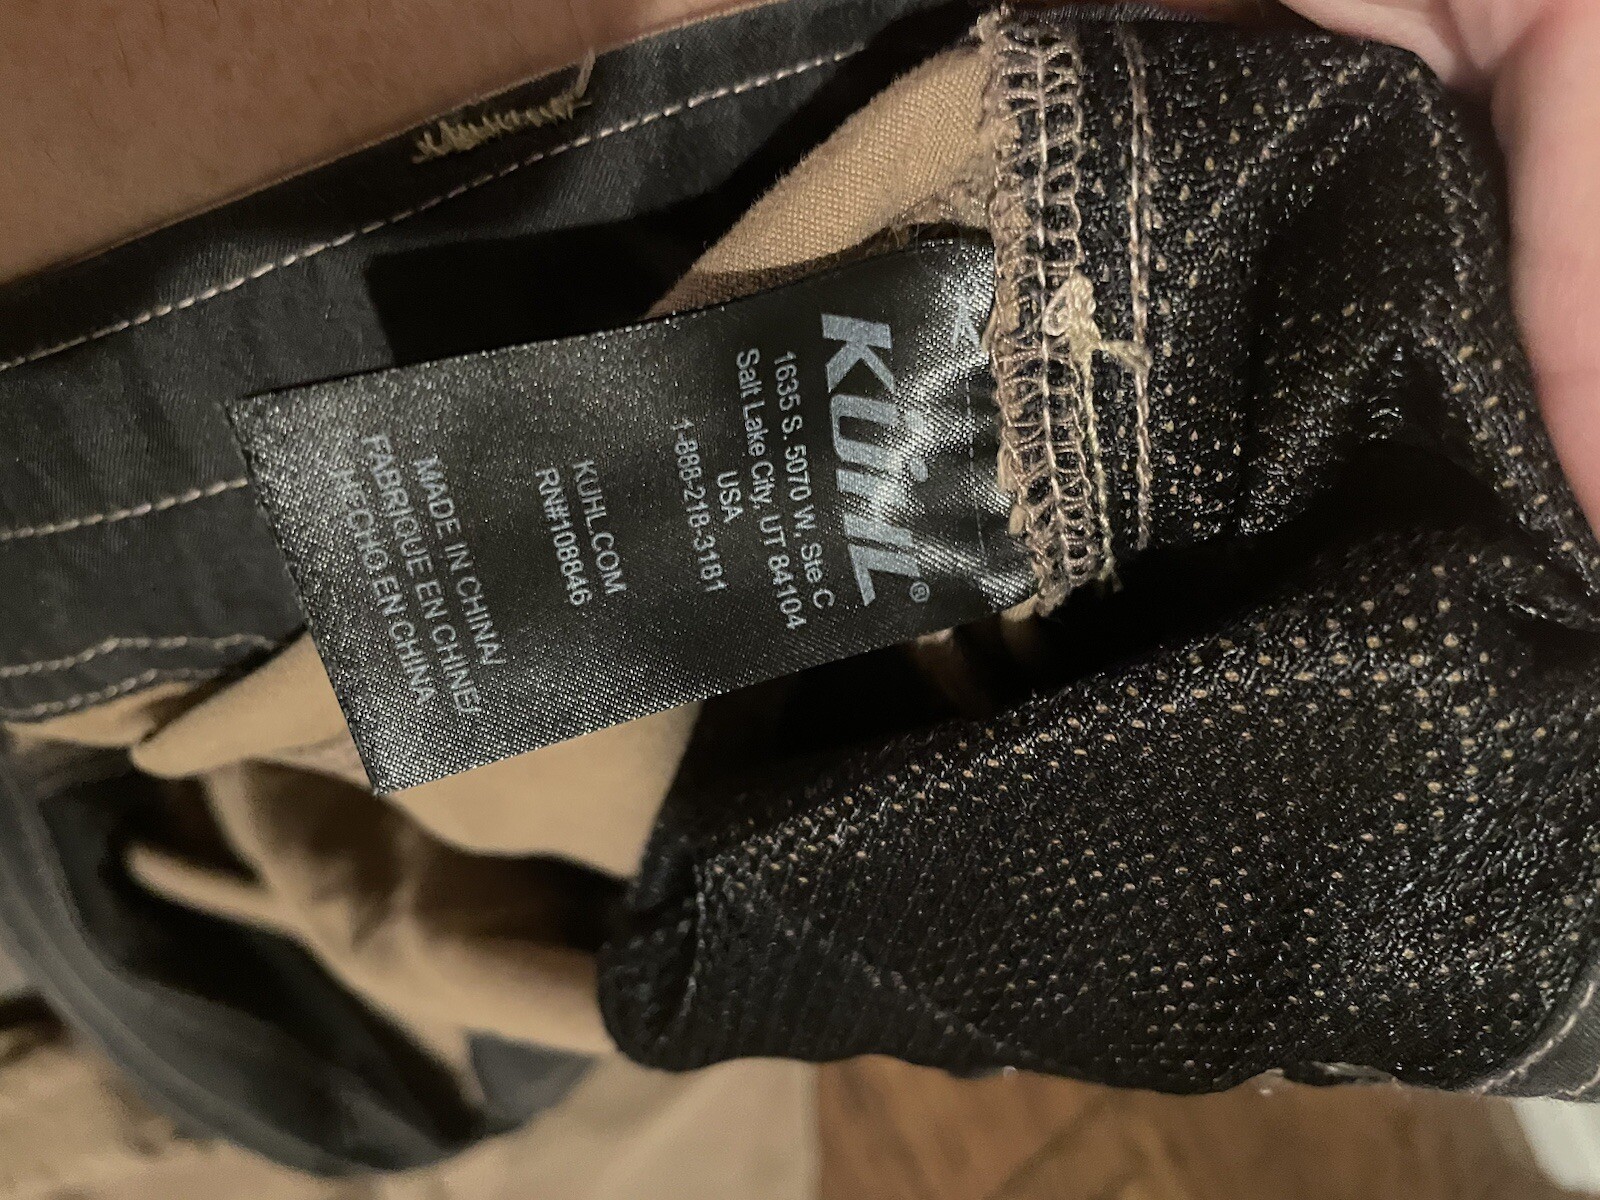 KÜHL®
1635 S. 5070 W. Ste C
Salt Lake City, UT 84104
USA
1-888-218-3181
KUHL.COM
RN#108846
MADE IN CHINA/
FABRIQUE EN CHINE/
HECHO EN CHINA